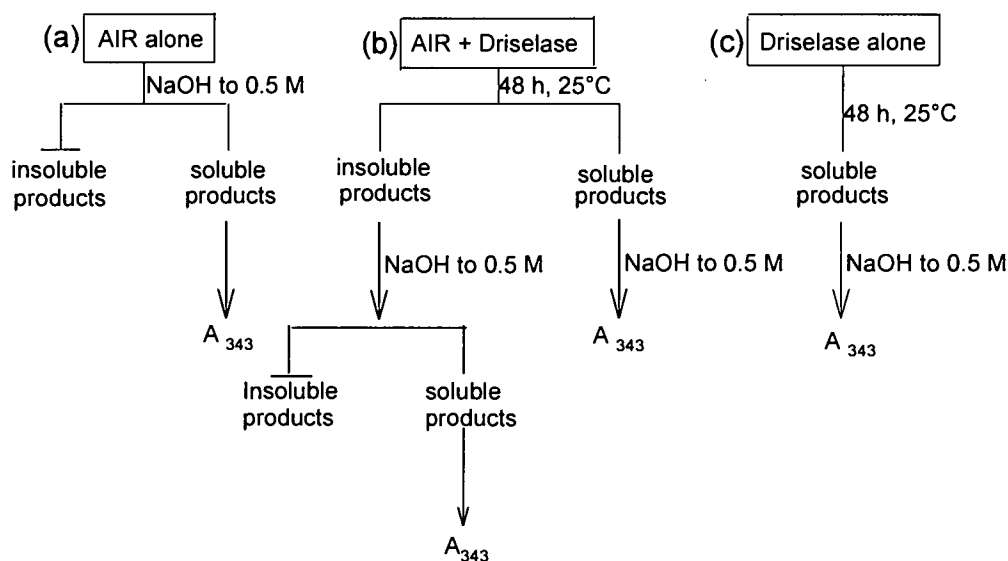 (a) AIR alone
(b) AIR + Driselase
(c) Driselase alone
NaOH to 0.5 M
48 h, 25°C
48 h, 25°C
insoluble
products
soluble
products
insoluble
products
soluble
products
soluble
products
NaOH to 0.5 M
NaOH to 0.5 M
NaOH to 0.5 M
A 343
A 343
A 343
Insoluble
products
soluble
products
A343